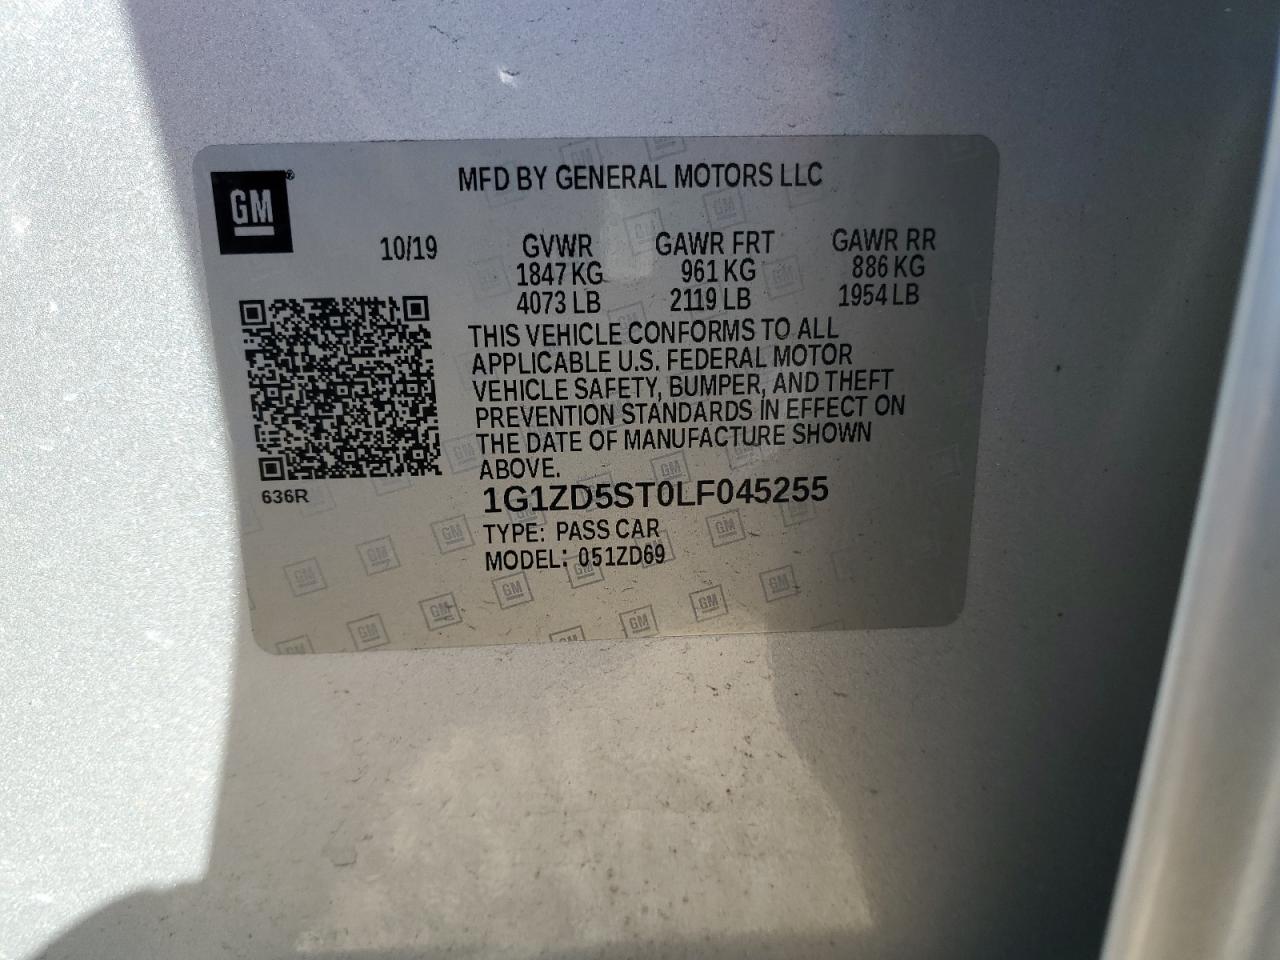 MFD BY GENERAL MOTORS LLC
GM®
10/19 GVWR GAWR FRT GAWR RR
1847 KG 961 KG 886 KG
4073 LB 2119 LB 1954 LB
THIS VEHICLE CONFORMS TO ALL
APPLICABLE U.S. FEDERAL MOTOR
VEHICLE SAFETY, BUMPER, AND THEFT
PREVENTION STANDARDS IN EFFECT ON
THE DATE OF MANUFACTURE SHOWN
ABOVE.
636R
1G1ZD5ST0LF045255
TYPE: PASS CAR
MODEL: 051ZD69